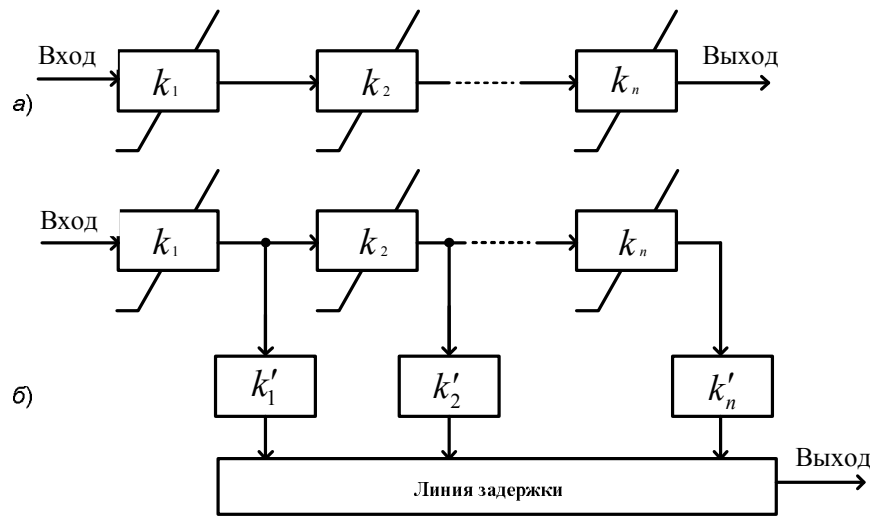 Вход k₁ k₂ kₙ Выход
а)
Вход k₁ k₂ kₙ
k′₁ k′₂ k′ₙ
б)
Выход
Линия задержки